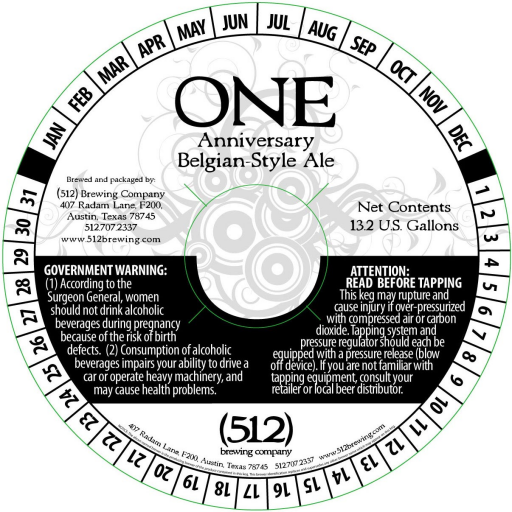 JAN FEB MAR APR MAY JUN JUL AUG SEP OCT NOV DEC
ONE
Anniversary
Belgian-Style Ale
Brewed and packaged by:
(512) Brewing Company
407 Radam Lane, F200,
Austin, Texas 78745
512.707.2337
www.512brewing.com
Net Contents
13.2 U.S. Gallons
GOVERNMENT WARNING:
(1) According to the
Surgeon General, women
should not drink alcoholic
beverages during pregnancy
because of the risk of birth
defects. (2) Consumption of alcoholic
beverages impairs your ability to drive a
car or operate heavy machinery, and
may cause health problems.
ATTENTION:
READ BEFORE TAPPING
This keg may rupture and
cause injury if over-pressurized
with compressed air or carbon
dioxide. Tapping system and
pressure regulator should each be
equipped with a pressure release (blow
off device). If you are not familiar with
tapping equipment, consult your
retailer or local beer distributor.
(512)
brewing company
407 Radam Lane, F200, Austin, Texas 78745 512.707.2337 www.512brewing.com
1 2 3 4 5 6 7 8 9 10 11 12 13 14 15 16 17 18 19 20 21 22 23 24 25 26 27 28 29 30 31